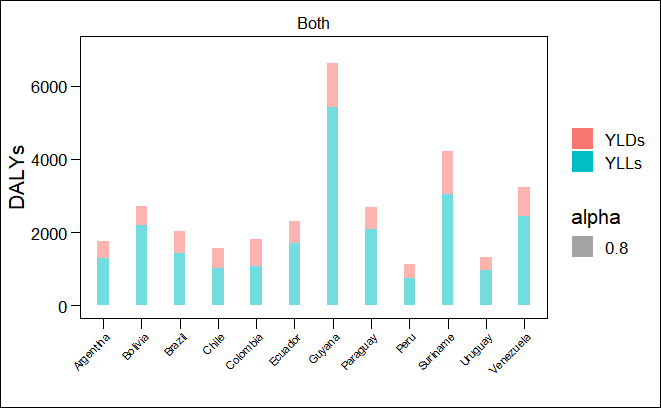 Both
DALYs
6000
4000
2000
0
Argentina
Bolivia
Brazil
Chile
Colombia
Ecuador
Guyana
Paraguay
Peru
Suriname
Uruguay
Venezuela
YLDs
YLLs
alpha
0.8